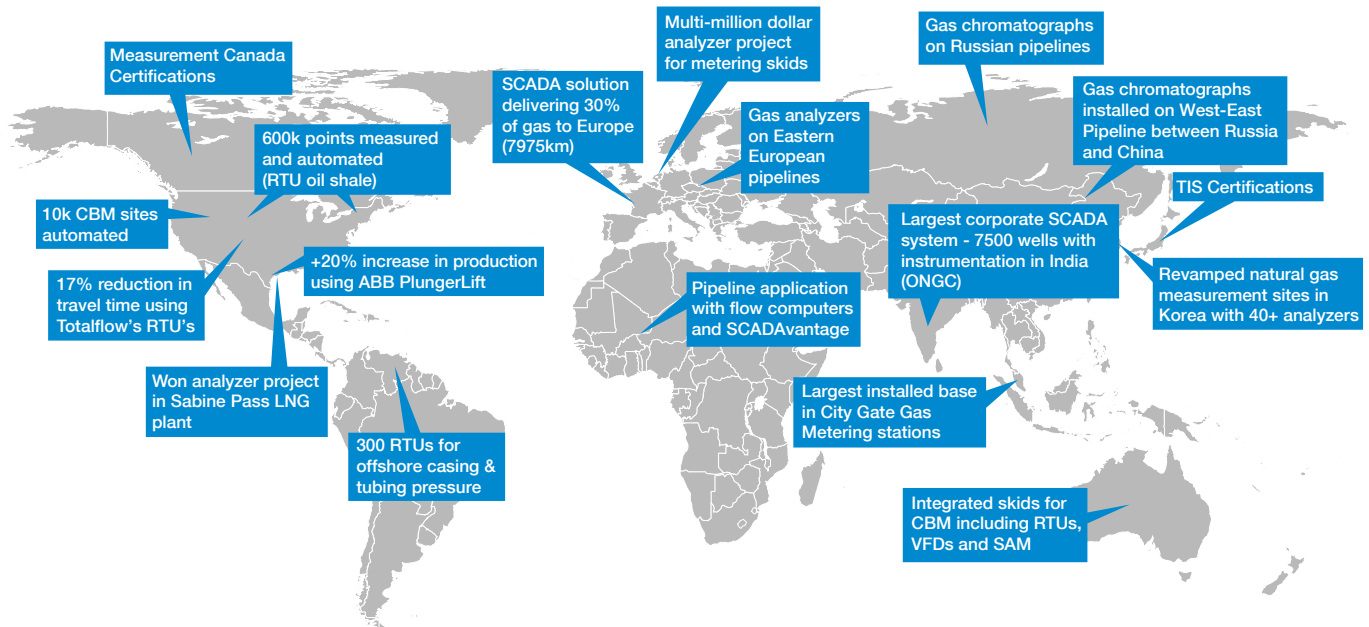 Measurement Canada
Certifications
600k points measured
and automated
(RTU oil shale)
10k CBM sites
automated
17% reduction in
travel time using
Totalflow's RTU's
+20% increase in production
using ABB PlungerLift
Won analyzer project
in Sabine Pass LNG
plant
300 RTUs for
offshore casing &
tubing pressure
SCADA solution
delivering 30%
of gas to Europe
(7975km)
Multi-million dollar
analyzer project
for metering skids
Gas analyzers
on Eastern
European
pipelines
Pipeline application
with flow computers
and SCADAvantage
Gas chromatographs
on Russian pipelines
Gas chromatographs
installed on West-East
Pipeline between Russia
and China
TIS Certifications
Largest corporate SCADA
system - 7500 wells with
instrumentation in India
(ONGC)
Revamped natural gas
measurement sites in
Korea with 40+ analyzers
Largest installed base
in City Gate Gas
Metering stations
Integrated skids for
CBM including RTUs,
VFDs and SAM